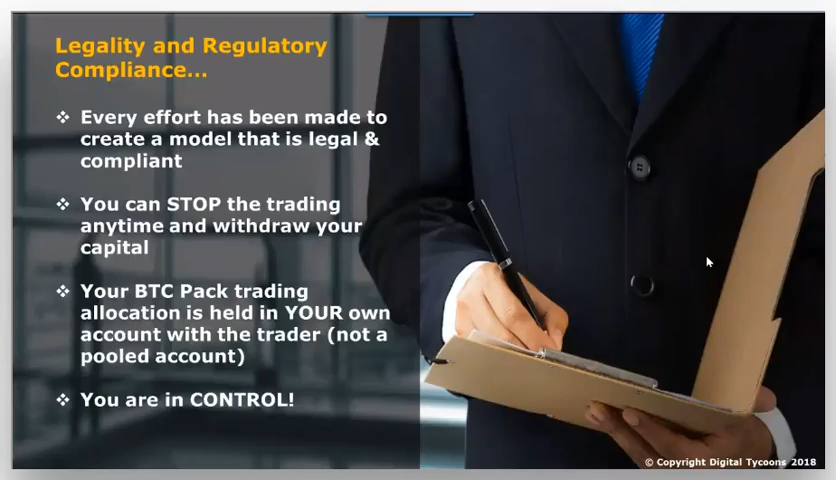 Legality and Regulatory
Compliance...
❖ Every effort has been made to
create a model that is legal &
compliant
❖ You can STOP the trading
anytime and withdraw your
capital
❖ Your BTC Pack trading
allocation is held in YOUR own
account with the trader (not a
pooled account)
❖ You are in CONTROL!
© Copyright Digital Tycoons 2018